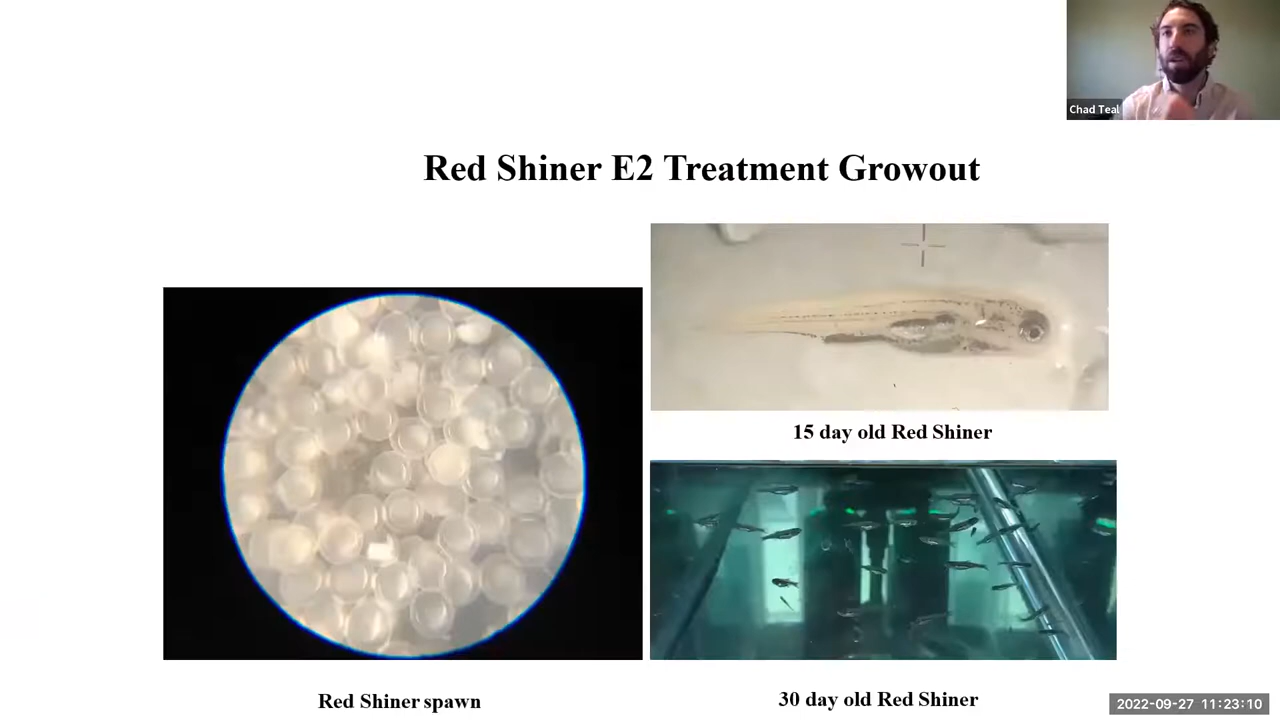 Chad Teal
Red Shiner E2 Treatment Growout
15 day old Red Shiner
Red Shiner spawn
30 day old Red Shiner
2022-09-27 11:23:10